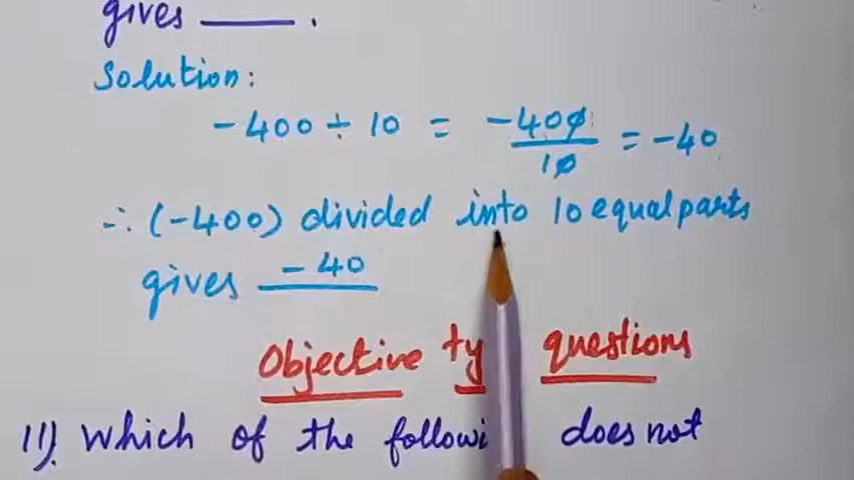 gives ______ .
Solution:
-400 ÷ 10 = -400/10 = -40
∴ (-400) divided into 10 equal parts
gives -40
Objective ty questions
11) Which of the followi does not